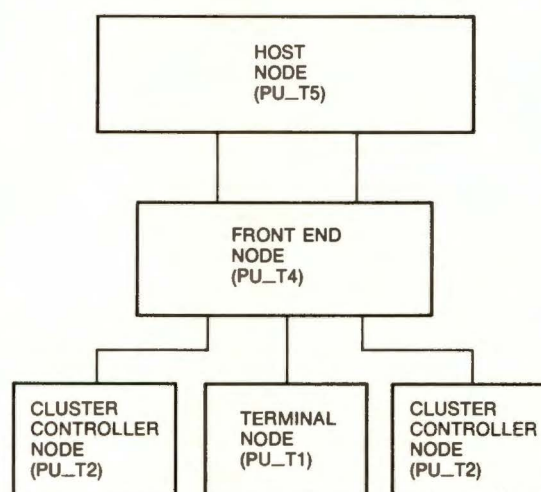 HOST
NODE
(PU_T5)
FRONT END
NODE
(PU_T4)
CLUSTER
CONTROLLER
NODE
(PU_T2)
TERMINAL
NODE
(PU_T1)
CLUSTER
CONTROLLER
NODE
(PU_T2)